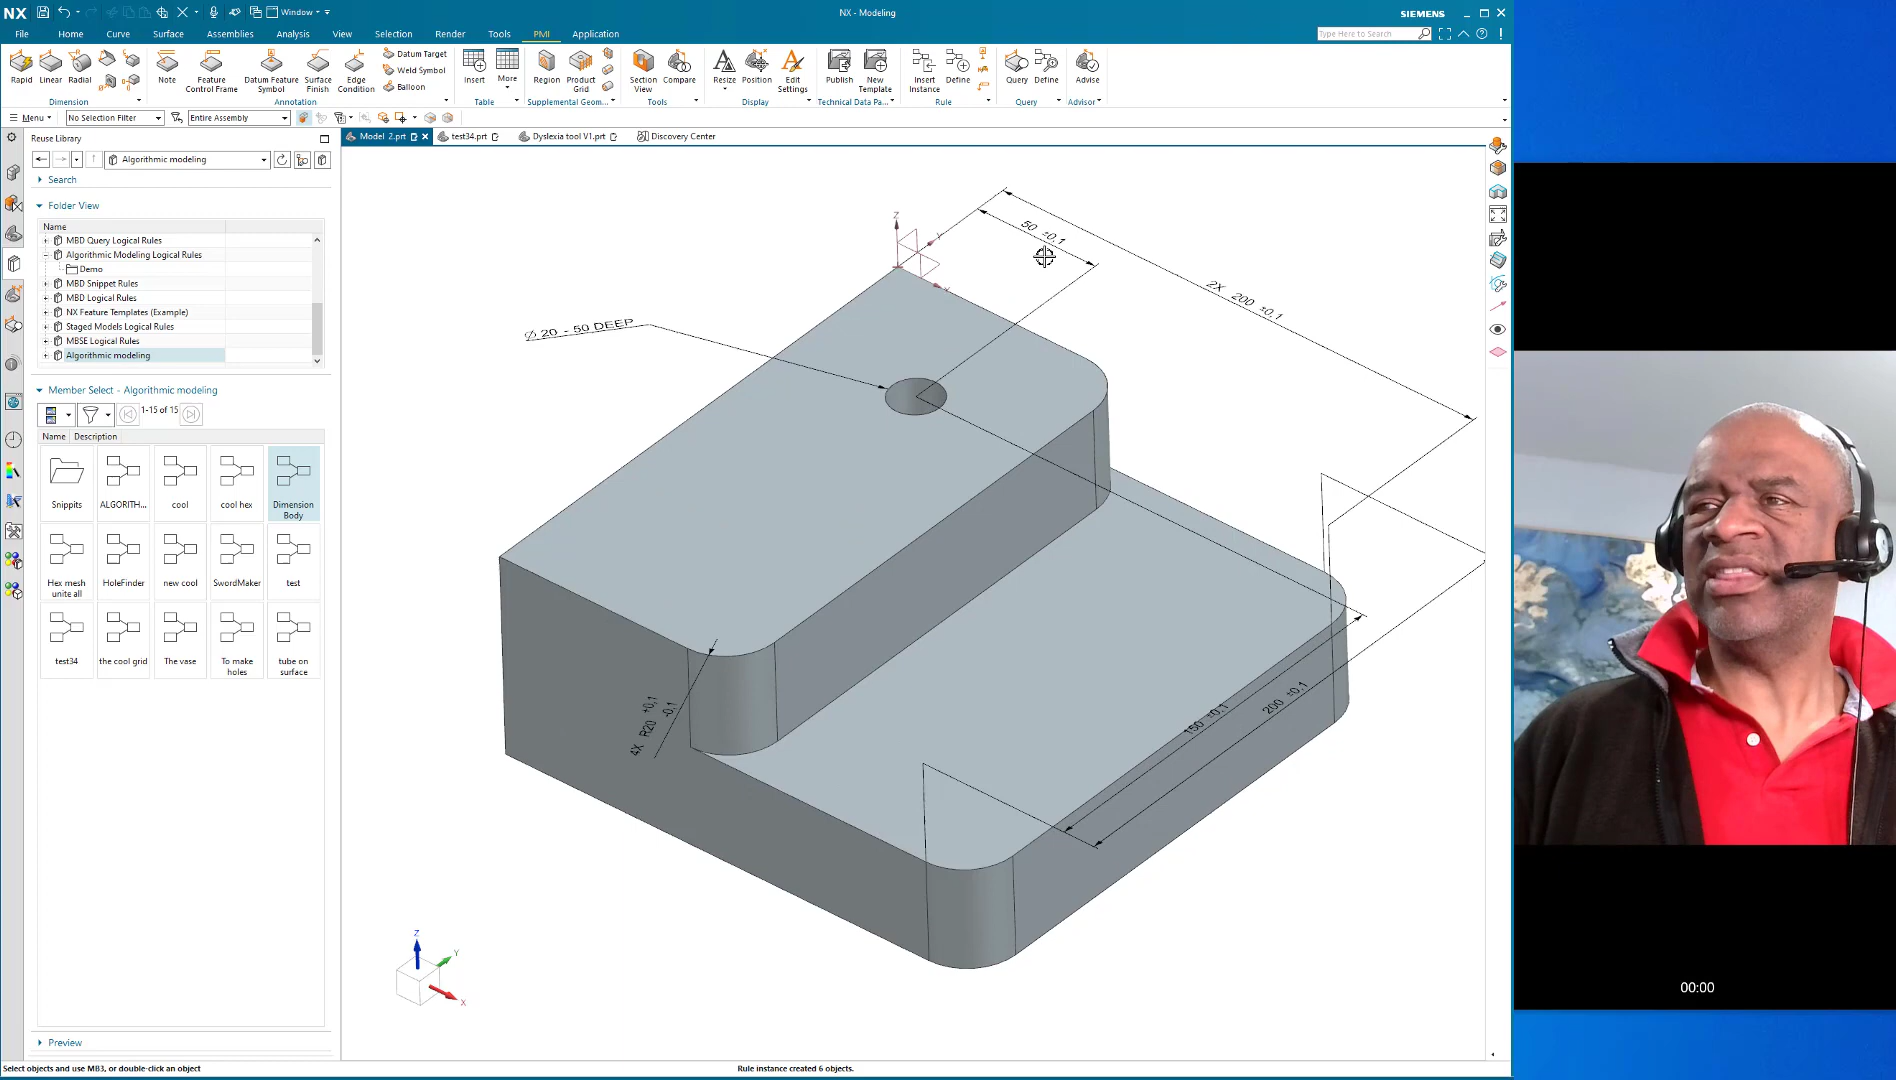 NX
Window
NX - Modeling
SIEMENS
File Home Curve Surface Assemblies Analysis View Selection Render Tools PMI Application
Type Here to Search
Rapid Linear Radial
Note Feature Control Frame Datum Feature Symbol Surface Finish Edge Condition
Datum Target
Weld Symbol
Balloon
Insert More
Region Product Grid
Section View Compare
Resize Position Edit Settings
Publish New Template
Insert Instance Define
Query Define
Advise
Dimension Annotation Table Supplemental Geom... Tools Display Technical Data Pa... Rule Query Advisor
Menu No Selection Filter Entire Assembly
Reuse Library
Model 2.prt test34.prt Dyslexia tool V1.prt Discovery Center
Algorithmic modeling
Search
Folder View
Name
MBD Query Logical Rules
Algorithmic Modeling Logical Rules
Demo
MBD Snippet Rules
MBD Logical Rules
NX Feature Templates (Example)
Staged Models Logical Rules
MBSE Logical Rules
Algorithmic modeling
Member Select - Algorithmic modeling
1-15 of 15
Name Description
Snippits ALGORITH... cool cool hex Dimension Body
Hex mesh unite all HoleFinder new cool SwordMaker test
test34 the cool grid The vase To make holes tube on surface
Preview
Z
Y
X
50 ±0,1
2X 200 ±0,1
∅ 20 - 50 DEEP
4X R20 +0,1 -0,1
150 ±0,1
200 ±0,1
Z
Y
X
00:00
Select objects and use MB3, or double-click an object
Rule instance created 6 objects.